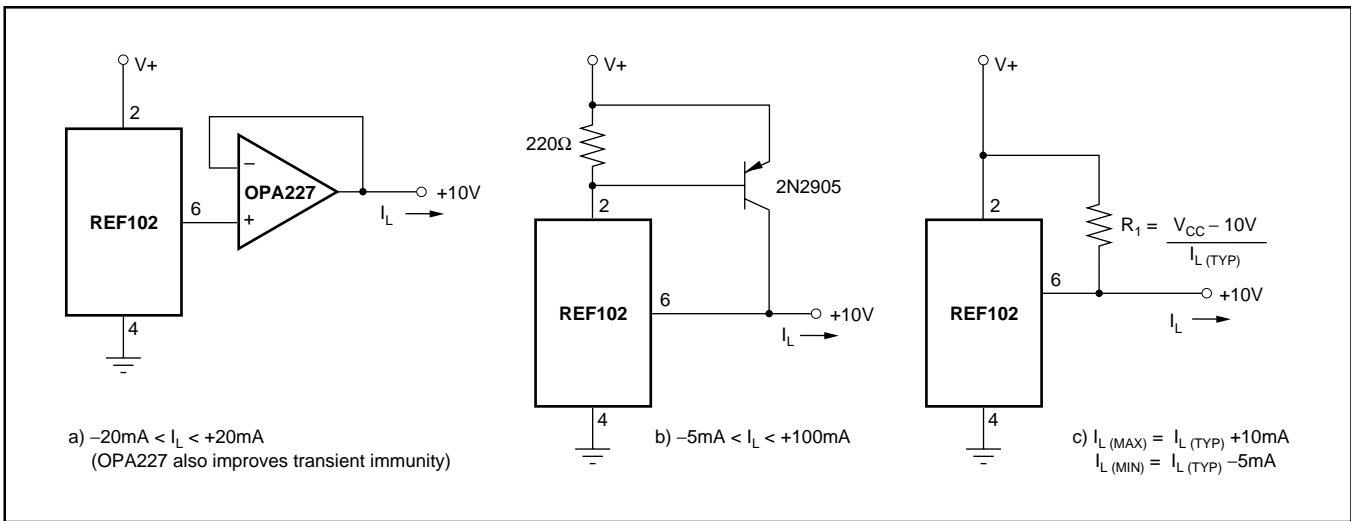 V+
2
REF102
6
4
−
+
OPA227
+10V
I_L
a) −20mA < I_L < +20mA
(OPA227 also improves transient immunity)
V+
220Ω
2N2905
2
REF102
6
+10V
I_L
4
b) −5mA < I_L < +100mA
V+
2
R_1 = V_CC − 10V
I_L (TYP)
REF102
6
+10V
I_L
4
c) I_L (MAX) = I_L (TYP) +10mA
I_L (MIN) = I_L (TYP) −5mA